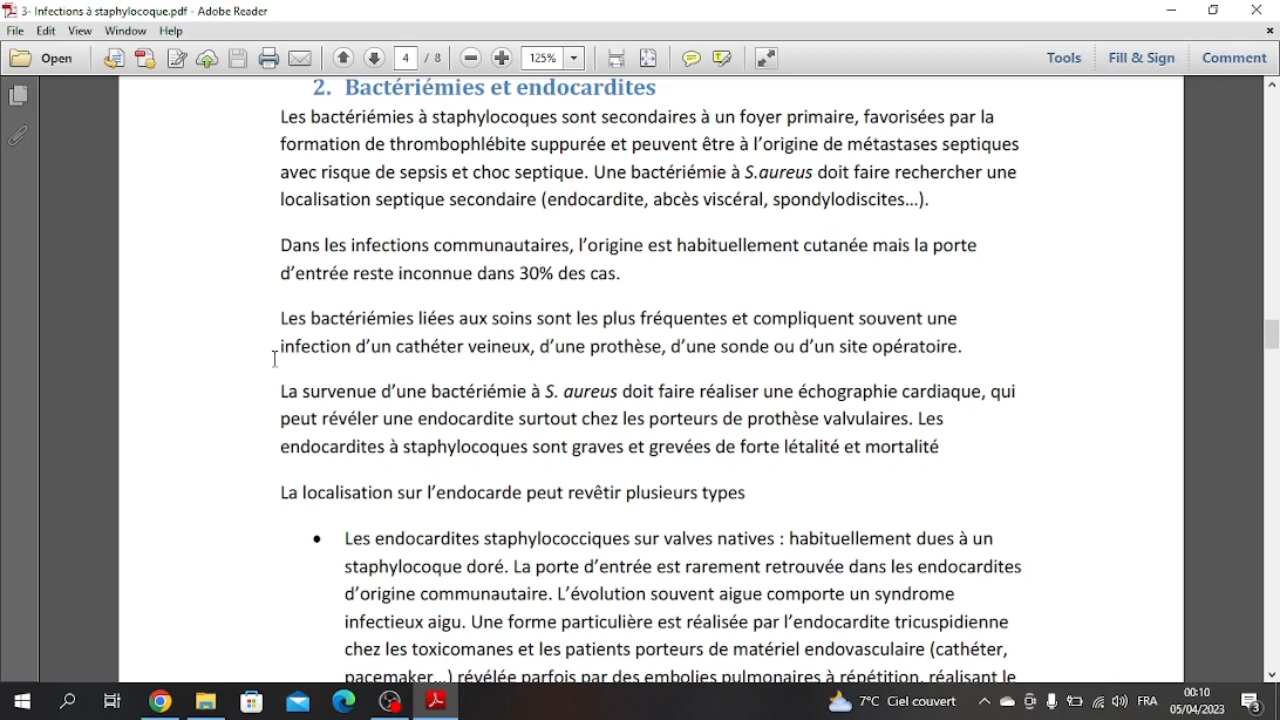 3- Infections à staphylocoque.pdf - Adobe Reader
File Edit View Window Help
Open 4 / 8 125% Tools Fill & Sign Comment
2. Bactériémies et endocardites
Les bactériémies à staphylocoques sont secondaires à un foyer primaire, favorisées par la
formation de thrombophlébite suppurée et peuvent être à l’origine de métastases septiques
avec risque de sepsis et choc septique. Une bactériémie à S.aureus doit faire rechercher une
localisation septique secondaire (endocardite, abcès viscéral, spondylodiscites…).
Dans les infections communautaires, l’origine est habituellement cutanée mais la porte
d’entrée reste inconnue dans 30% des cas.
Les bactériémies liées aux soins sont les plus fréquentes et compliquent souvent une
infection d’un cathéter veineux, d’une prothèse, d’une sonde ou d’un site opératoire.
La survenue d’une bactériémie à S. aureus doit faire réaliser une échographie cardiaque, qui
peut révéler une endocardite surtout chez les porteurs de prothèse valvulaires. Les
endocardites à staphylocoques sont graves et grevées de forte létalité et mortalité
La localisation sur l’endocarde peut revêtir plusieurs types
• Les endocardites staphylococciques sur valves natives : habituellement dues à un
staphylocoque doré. La porte d’entrée est rarement retrouvée dans les endocardites
d’origine communautaire. L’évolution souvent aigue comporte un syndrome
infectieux aigu. Une forme particulière est réalisée par l’endocardite tricuspidienne
chez les toxicomanes et les patients porteurs de matériel endovasculaire (cathéter,
pacemaker…) révélée parfois par des embolies pulmonaires à répétition, réalisant le
7°C Ciel couvert FRA 00:10
05/04/2023 3